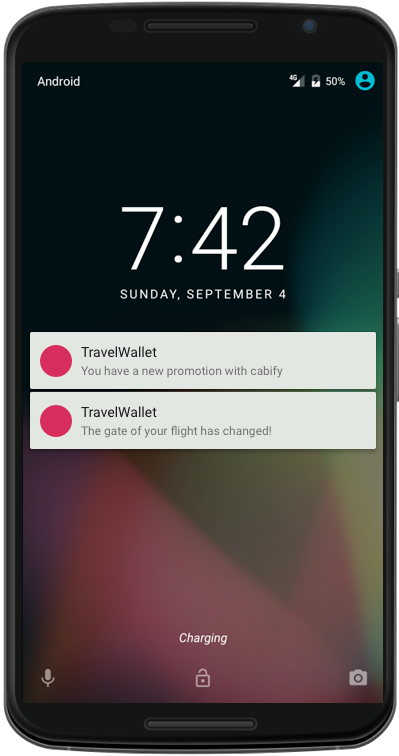 Android
4G
50%
7:42
SUNDAY, SEPTEMBER 4
TravelWallet
You have a new promotion with cabify
TravelWallet
The gate of your flight has changed!
Charging